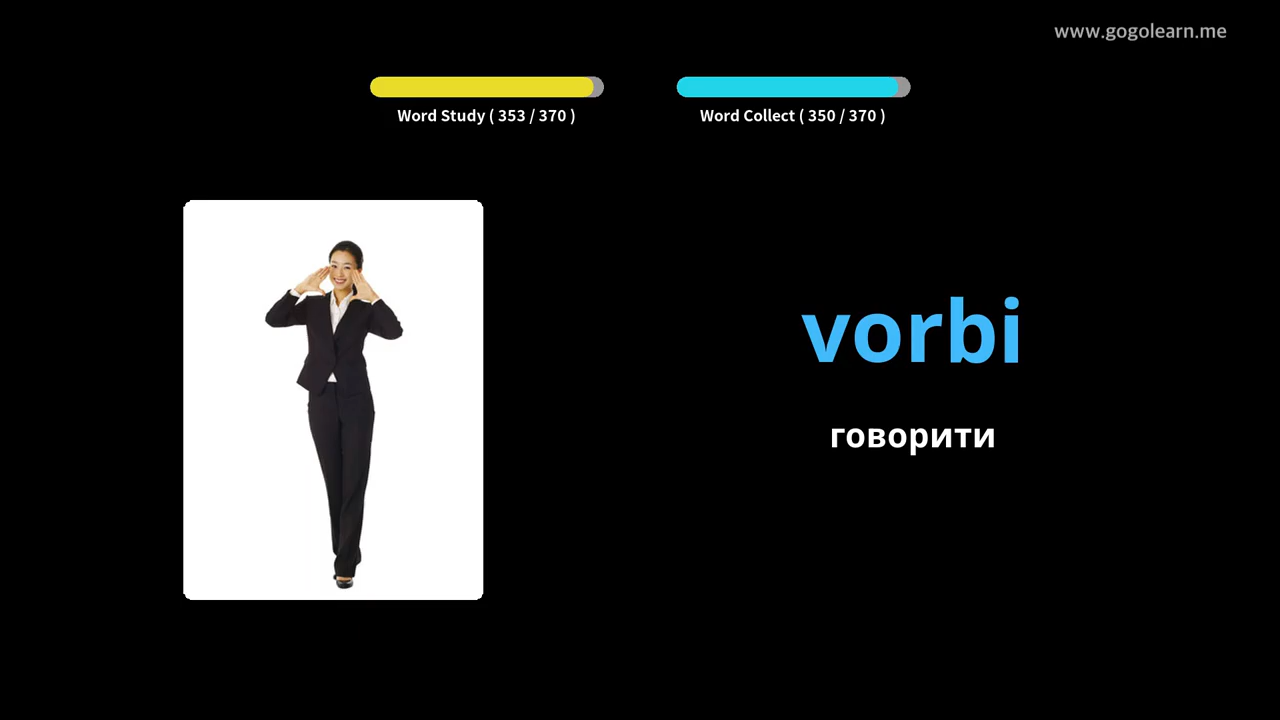 www.gogolearn.me
Word Study ( 353 / 370 )
Word Collect ( 350 / 370 )
vorbi
говорити